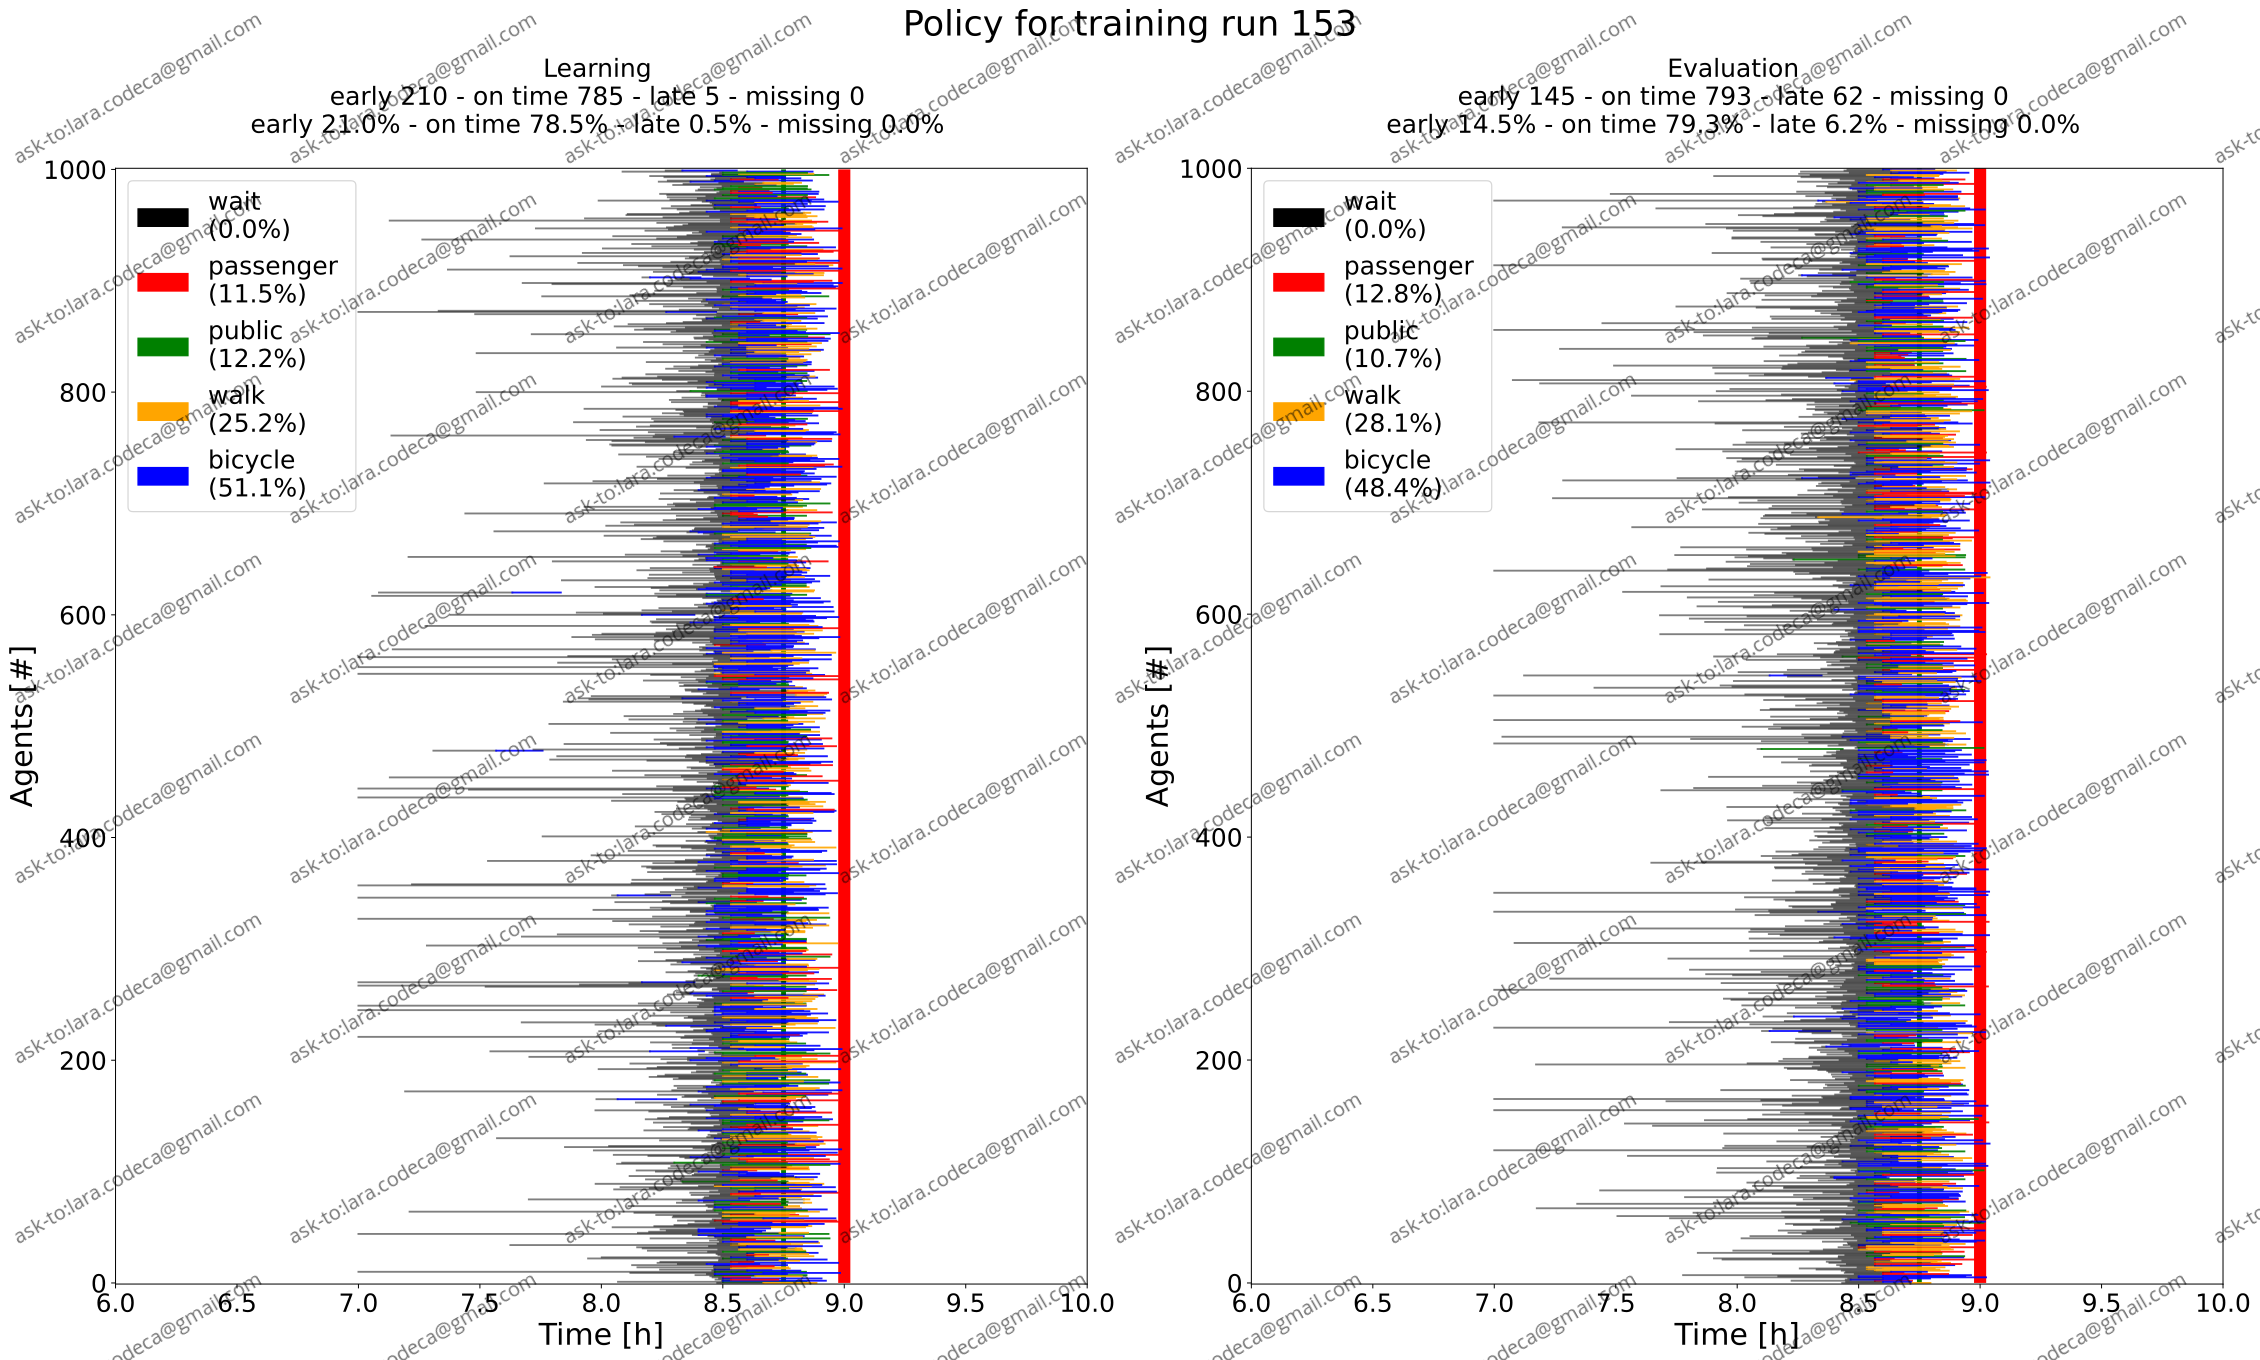 Policy for training run 153
Learning
early 210 - on time 785 - late 5 - missing 0
early 21.0% - on time 78.5% - late 0.5% - missing 0.0%
1000
800
600
400
200
0
Agents [#]
wait
(0.0%)
passenger
(11.5%)
public
(12.2%)
walk
(25.2%)
bicycle
(51.1%)
6.0 6.5 7.0 7.5 8.0 8.5 9.0 9.5 10.0
Time [h]
Evaluation
early 145 - on time 793 - late 62 - missing 0
early 14.5% - on time 79.3% - late 6.2% - missing 0.0%
1000
800
600
400
200
0
Agents [#]
wait
(0.0%)
passenger
(12.8%)
public
(10.7%)
walk
(28.1%)
bicycle
(48.4%)
6.0 6.5 7.0 7.5 8.0 8.5 9.0 9.5 10.0
Time [h]
ask-to:lara.codeca@gmail.com